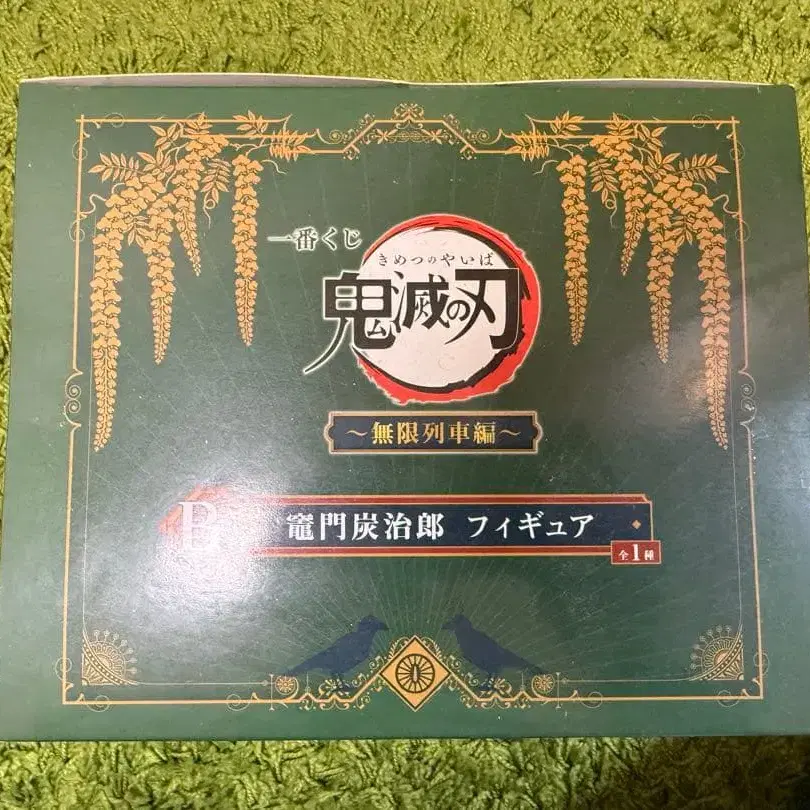 一番くじ
きめつのやいば
鬼滅の刃
～無限列車編～
竈門炭治郎 フィギュア
全1種